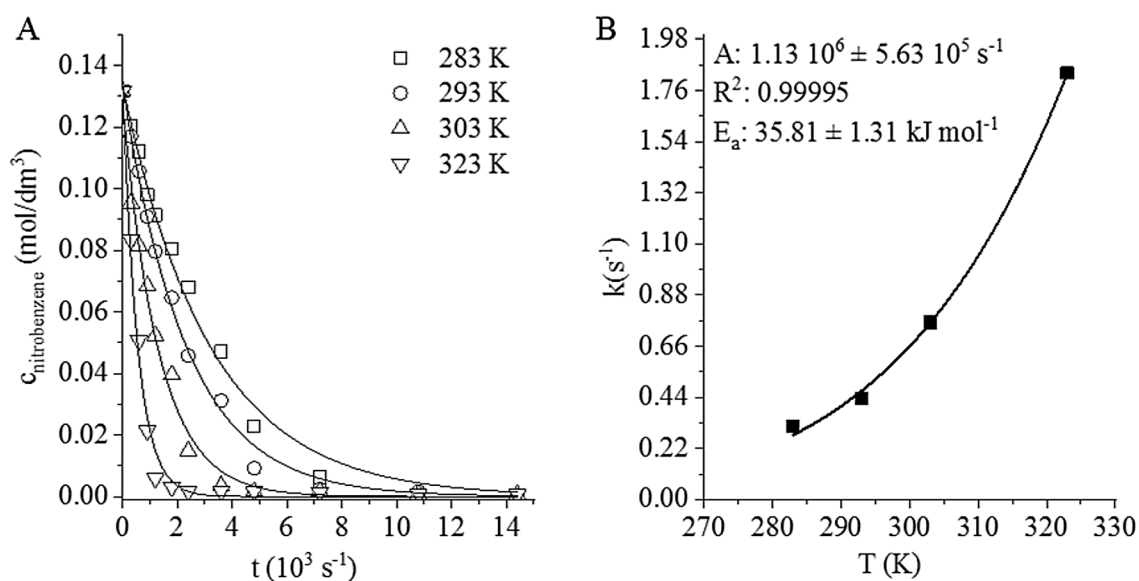 A
c_nitrobenzene (mol/dm³)
0.14
0.12
0.10
0.08
0.06
0.04
0.02
0.00
283 K
293 K
303 K
323 K
0 2 4 6 8 10 12 14
t (10³ s⁻¹)
B
k(s⁻¹)
1.98
1.76
1.54
1.32
1.10
0.88
0.66
0.44
0.22
0.00
A: 1.13 10⁶ ± 5.63 10⁵ s⁻¹
R²: 0.99995
Eₐ: 35.81 ± 1.31 kJ mol⁻¹
270 280 290 300 310 320 330
T (K)